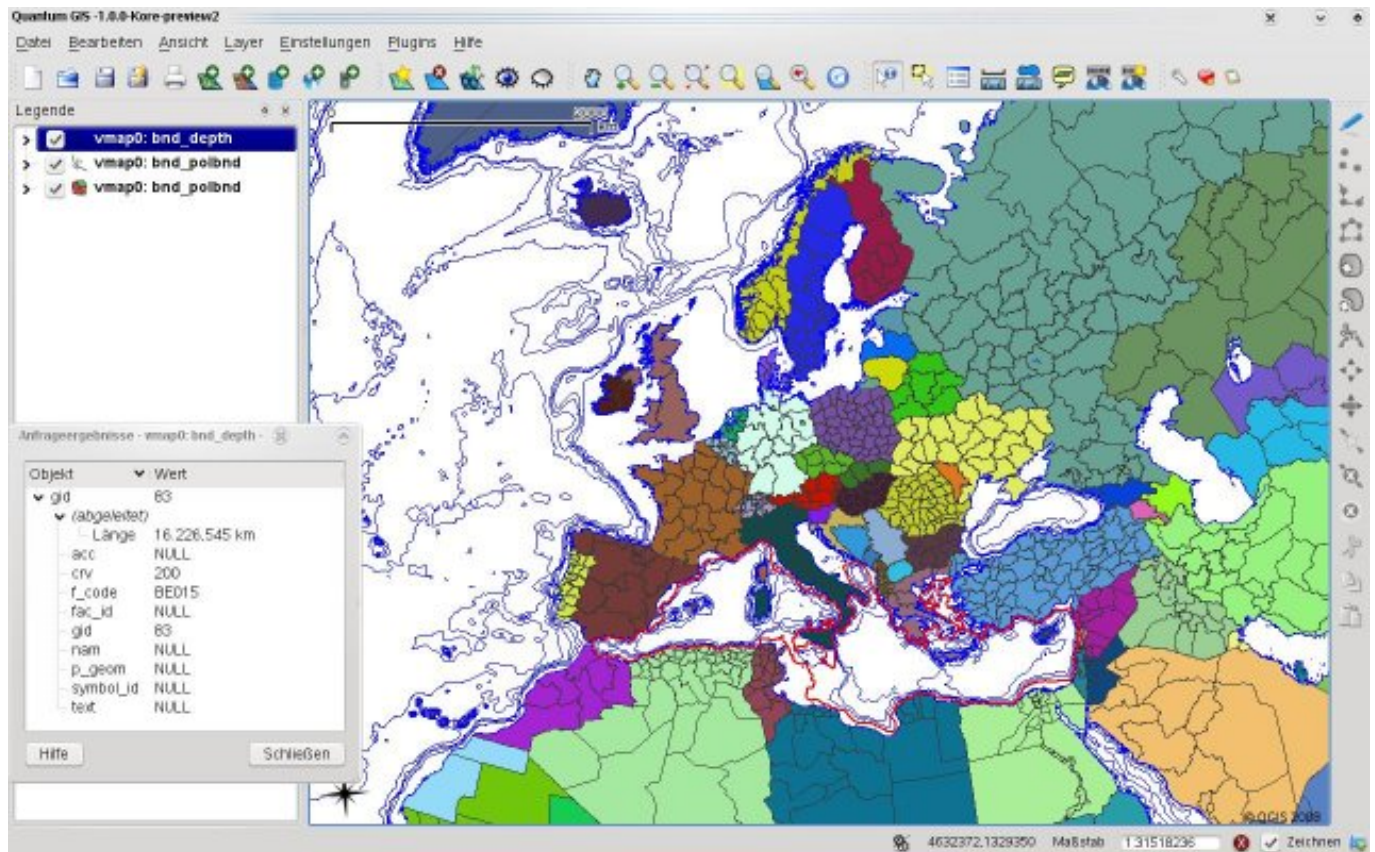 Quantum GIS -1.0.0-Kore-preview2
Datei Bearbeiten Ansicht Layer Einstellungen Plugins Hilfe
Legende
vmap0: bnd_depth
vmap0: bnd_polbnd
vmap0: bnd_polbnd
0
km
Anfrageergebnisse - vmap0: bnd_depth -
Objekt Wert
gid 63
(abgeleitet)
Länge 16.226,545 km
acc NULL
crv 200
f_code BE015
fac_id NULL
gid 63
nam NULL
p_geom NULL
symbol_id NULL
text NULL
Hilfe Schließen
© QGIS 2008
4632372,1329350 Maßstab 1:31518236 Zeichnen